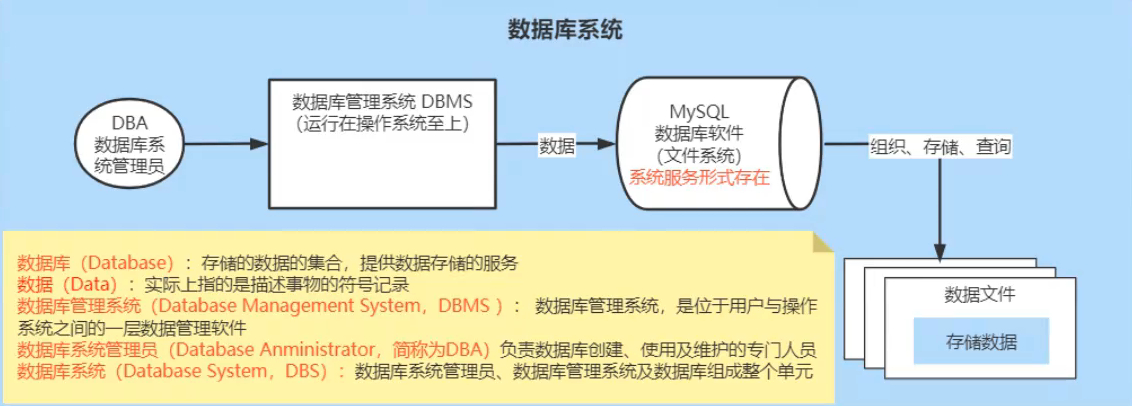 数据库系统
DBA
数据库系
统管理员
数据库管理系统 DBMS
（运行在操作系统至上）
数据
MySQL
数据库软件
（文件系统）
系统服务形式存在
组织、存储、查询
数据文件
存储数据
数据库（Database）：存储的数据的集合，提供数据存储的服务
数据（Data）：实际上指的是描述事物的符号记录
数据库管理系统（Database Management System，DBMS ）： 数据库管理系统，是位于用户与操作
系统之间的一层数据管理软件
数据库系统管理员（Database Anministrator，简称为DBA）负责数据库创建、使用及维护的专门人员
数据库系统（Database System，DBS）：数据库系统管理员、数据库管理系统及数据库组成整个单元